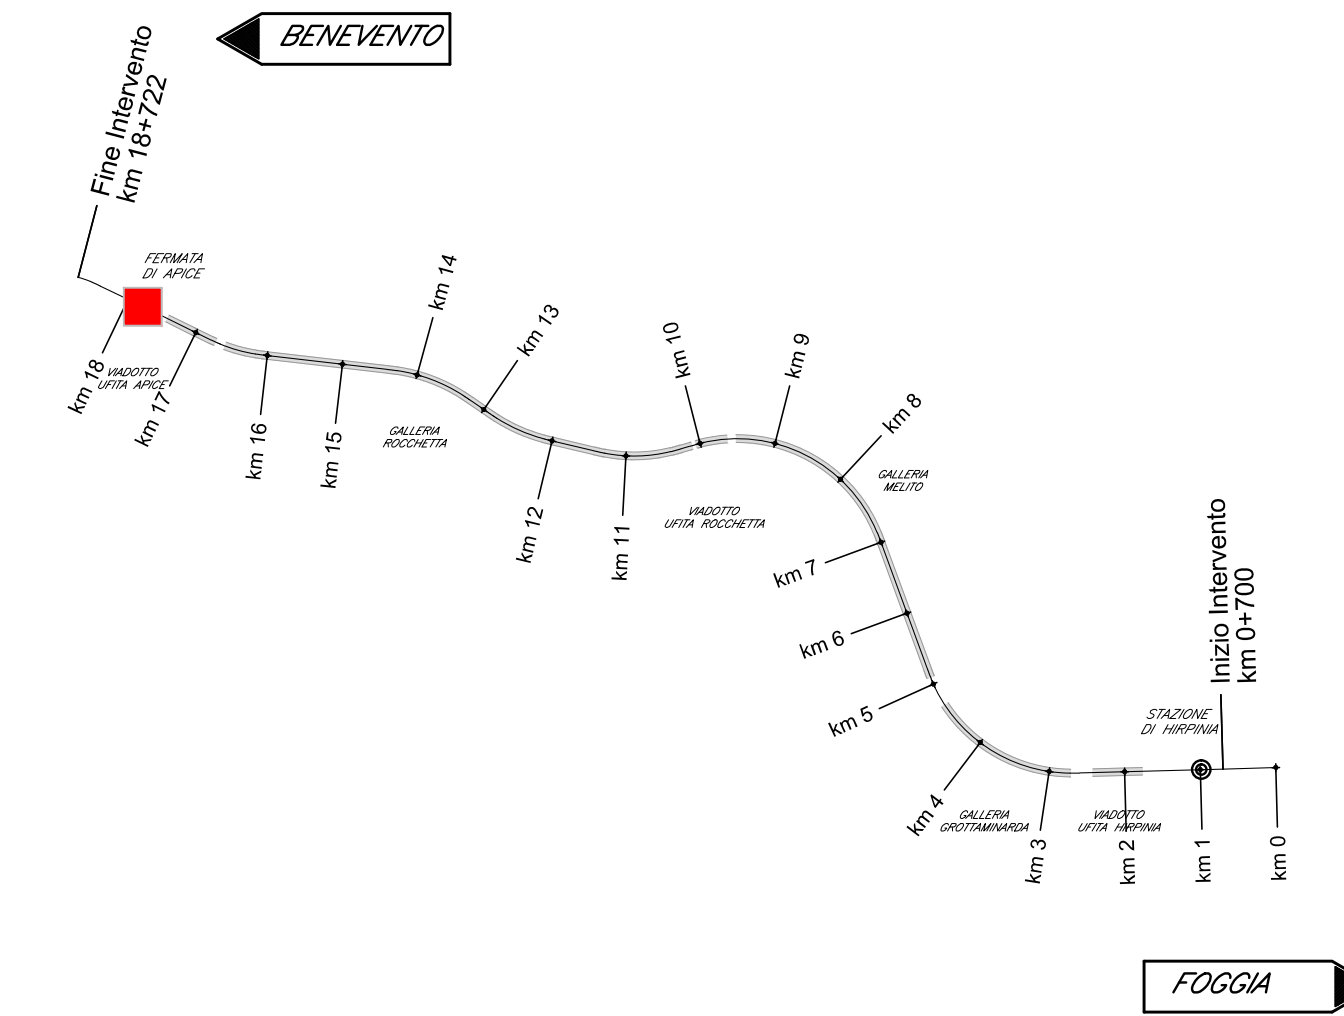 BENEVENTO
Fine Intervento
km 18+722
FERMATA
DI APICE
km 18
VIADOTTO
UFITA APICE
km 17
km 16
km 15
km 14
GALLERIA
ROCCHETTA
km 13
km 12
km 11
km 10
VIADOTTO
UFITA ROCCHETTA
km 9
km 8
GALLERIA
MELITO
km 7
km 6
km 5
km 4
GALLERIA
GROTTAMINARDA
km 3
VIADOTTO
UFITA HIRPINIA
km 2
STAZIONE
DI HIRPINIA
km 1
Inizio Intervento
km 0+700
km 0
FOGGIA